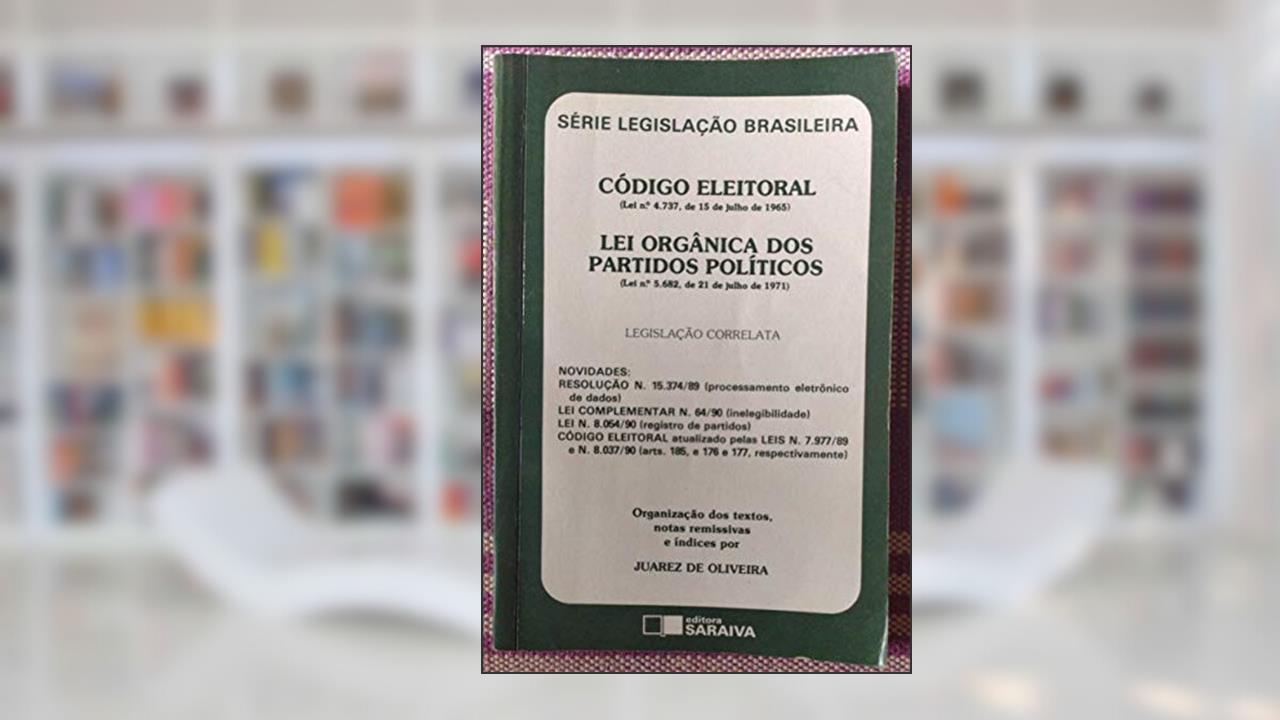 SÉRIE LEGISLAÇÃO BRASILEIRA
CÓDIGO ELEITORAL
(Lei n.º 4.737, de 15 de julho de 1965)
LEI ORGÂNICA DOS
PARTIDOS POLÍTICOS
(Lei n.º 5.682, de 21 de julho de 1971)
LEGISLAÇÃO CORRELATA
NOVIDADES:
RESOLUÇÃO N. 15.374/89 (processamento eletrônico
de dados)
LEI COMPLEMENTAR N. 64/90 (inelegibilidade)
LEI N. 8.054/90 (registro de partidos)
CÓDIGO ELEITORAL atualizado pelas LEIS N. 7.977/89
e N. 8.037/90 (arts. 185, e 176 e 177, respectivamente)
Organização dos textos,
notas remissivas
e índices por
JUAREZ DE OLIVEIRA
editora
SARAIVA